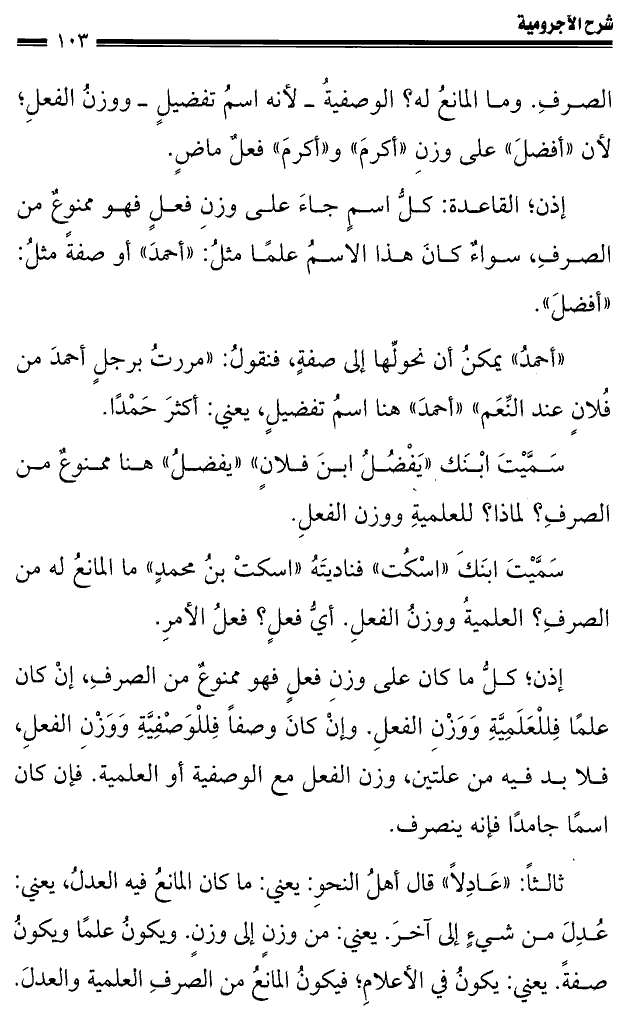 شرح الآجرومية
١٠٣
الصرفِ. وما المانعُ له؟ الوصفيةُ ـ لأنه اسمُ تفضيلٍ ـ ووزنُ الفعلِ؛
لأن «أفضلَ» على وزنِ «أكرمَ» و«أكرمَ» فعلٌ ماضٍ.
إذن؛ القاعدة: كلُّ اسمٍ جاءَ على وزنِ فعلٍ فهو ممنوعٌ من
الصرفِ، سواءٌ كانَ هذا الاسمُ علمًا مثلُ: «أحمدَ» أو صفةً مثلُ:
«أفضلَ».
«أحمدُ» يمكنُ أن نحولّها إلى صفةٍ، فنقولُ: «مررتُ برجلٍ أحمدَ من
فُلانٍ عند النِّعَم» «أحمدَ» هنا اسمُ تفضيلٍ، يعني: أكثرَ حَمْدًا.
سَمَّيْتَ ابْنَك «يَفْضُلُ ابنَ فلانٍ» «يفضلُ» هنا ممنوعٌ من
الصرفِ؟ لماذا؟ للعلميةِ ووزن الفعلِ.
سَمَّيْتَ ابنَكَ «اسْكُت» فناديتَهُ «اسكتْ بنُ محمدٍ» ما المانعُ له من
الصرفِ؟ العلميةُ ووزنُ الفعلِ. أيُّ فعلٍ؟ فعلُ الأمرِ.
إذن؛ كلُّ ما كان على وزنِ فعلٍ فهو ممنوعٌ من الصرفِ، إنْ كان
علمًا فِللْعَلَمِيَّةِ وَوَزْنِ الفعلِ. وإنْ كانَ وصفاً فِللْوَصْفِيَّةِ وَوَزْنِ الفعلِ،
فلا بد فيه من علتين، وزن الفعل مع الوصفية أو العلمية. فإن كان
اسمًا جامدًا فإنه ينصرف.
ثالثاً: «عَادِلاً» قال أهلُ النحوِ: يعني: ما كان المانعُ فيه العدلُ، يعني:
عُدِلَ من شيءٍ إلى آخرَ. يعني: من وزنٍ إلى وزنٍ. ويكونُ علمًا ويكونُ
صفةً. يعني: يكونُ في الأعلامِ؛ فيكونُ المانعُ من الصرفِ العلمية والعدلَ.